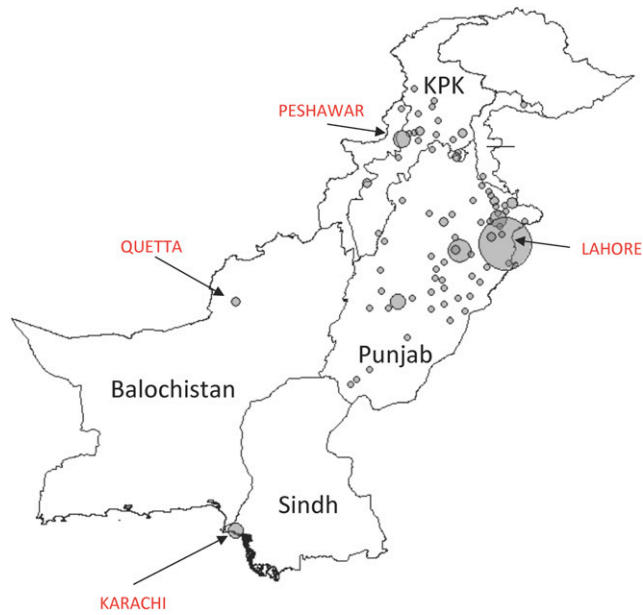 KPK
PESHAWAR
QUETTA
LAHORE
Punjab
Balochistan
Sindh
KARACHI